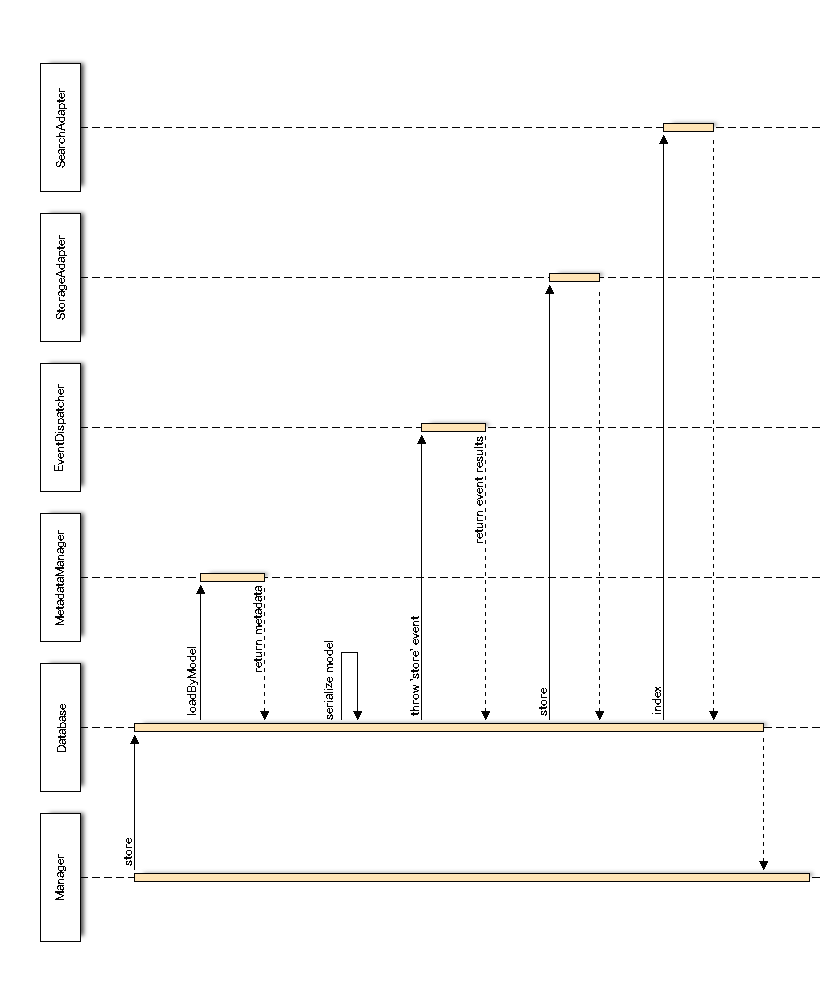 SearchAdapter
StorageAdapter
EventDispatcher
MetadataManager
Database
Manager
store
loadByModel
return metadata
serialize model
throw 'store' event
return event results
store
index